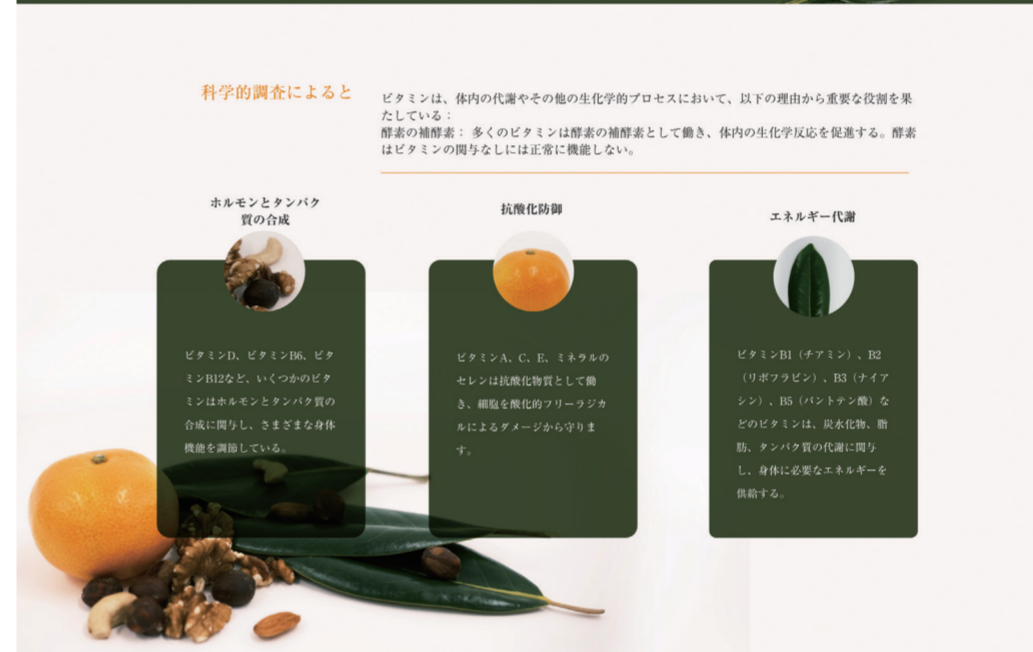 科学的調査によると
ビタミンは、体内の代謝やその他の生化学的プロセスにおいて、以下の理由から重要な役割を果
たしている：
酵素の補酵素： 多くのビタミンは酵素の補酵素として働き、体内の生化学反応を促進する。酵素
はビタミンの関与なしには正常に機能しない。
ホルモンとタンパク
質の合成
ビタミンD、ビタミンB6、ビタ
ミンB12など、いくつかのビタ
ミンはホルモンとタンパク質の
合成に関与し、さまざまな身体
機能を調節している。
抗酸化防御
ビタミンA、C、E、ミネラルの
セレンは抗酸化物質として働
き、細胞を酸化的フリーラジカ
ルによるダメージから守りま
す。
エネルギー代謝
ビタミンB1（チアミン）、B2
（リボフラビン）、B3（ナイア
シン）、B5（パントテン酸）な
どのビタミンは、炭水化物、脂
肪、タンパク質の代謝に関与
し、身体に必要なエネルギーを
供給する。